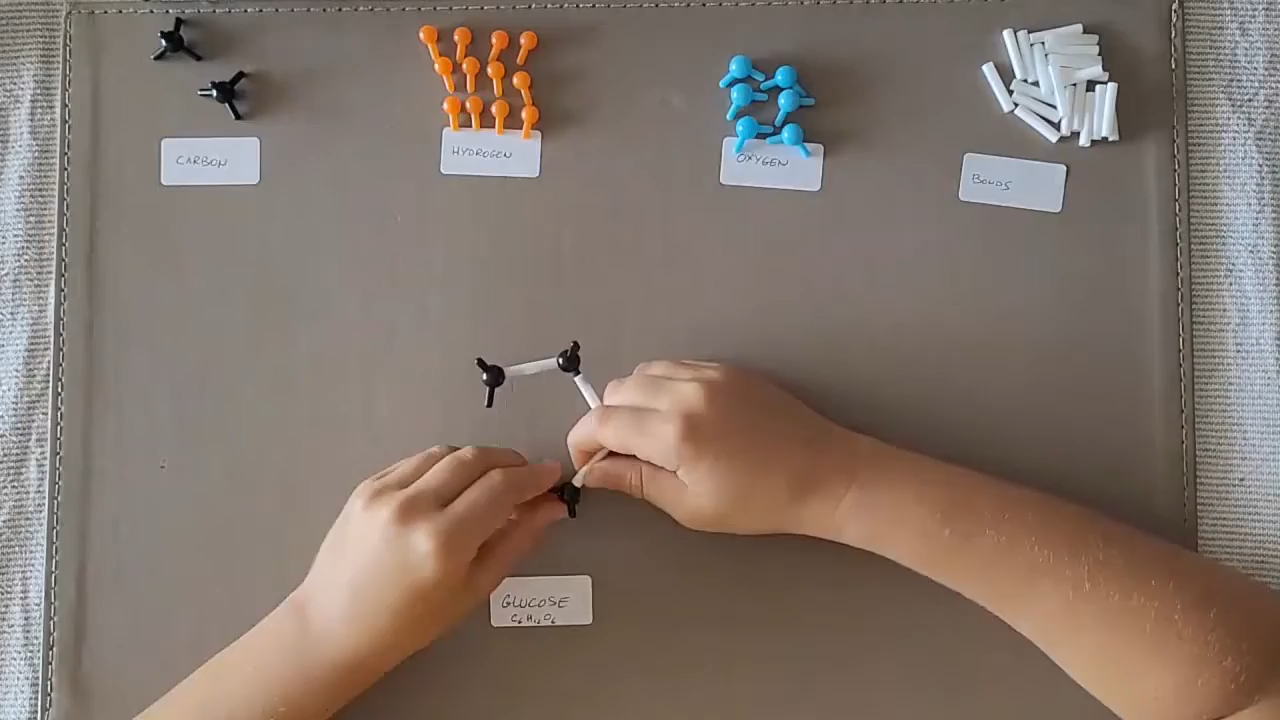 CARBON
HYDROGEN
OXYGEN
BONDS
GLUCOSE
C₆H₁₂O₆